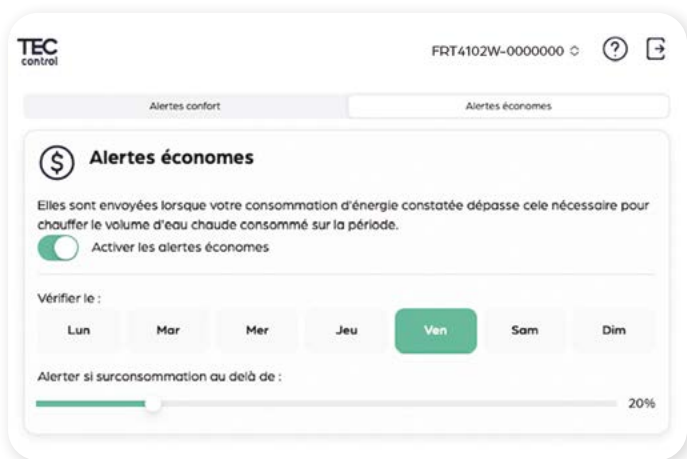 TEC
control
FRT4102W-0000000
Alertes confort
Alertes économes
Alertes économes
Elles sont envoyées lorsque votre consommation d'énergie constatée dépasse cele nécessaire pour
chauffer le volume d'eau chaude consommé sur la période.
Activer les alertes économes
Vérifier le :
Lun Mar Mer Jeu Ven Sam Dim
Alerter si surconsommation au delà de :
20%